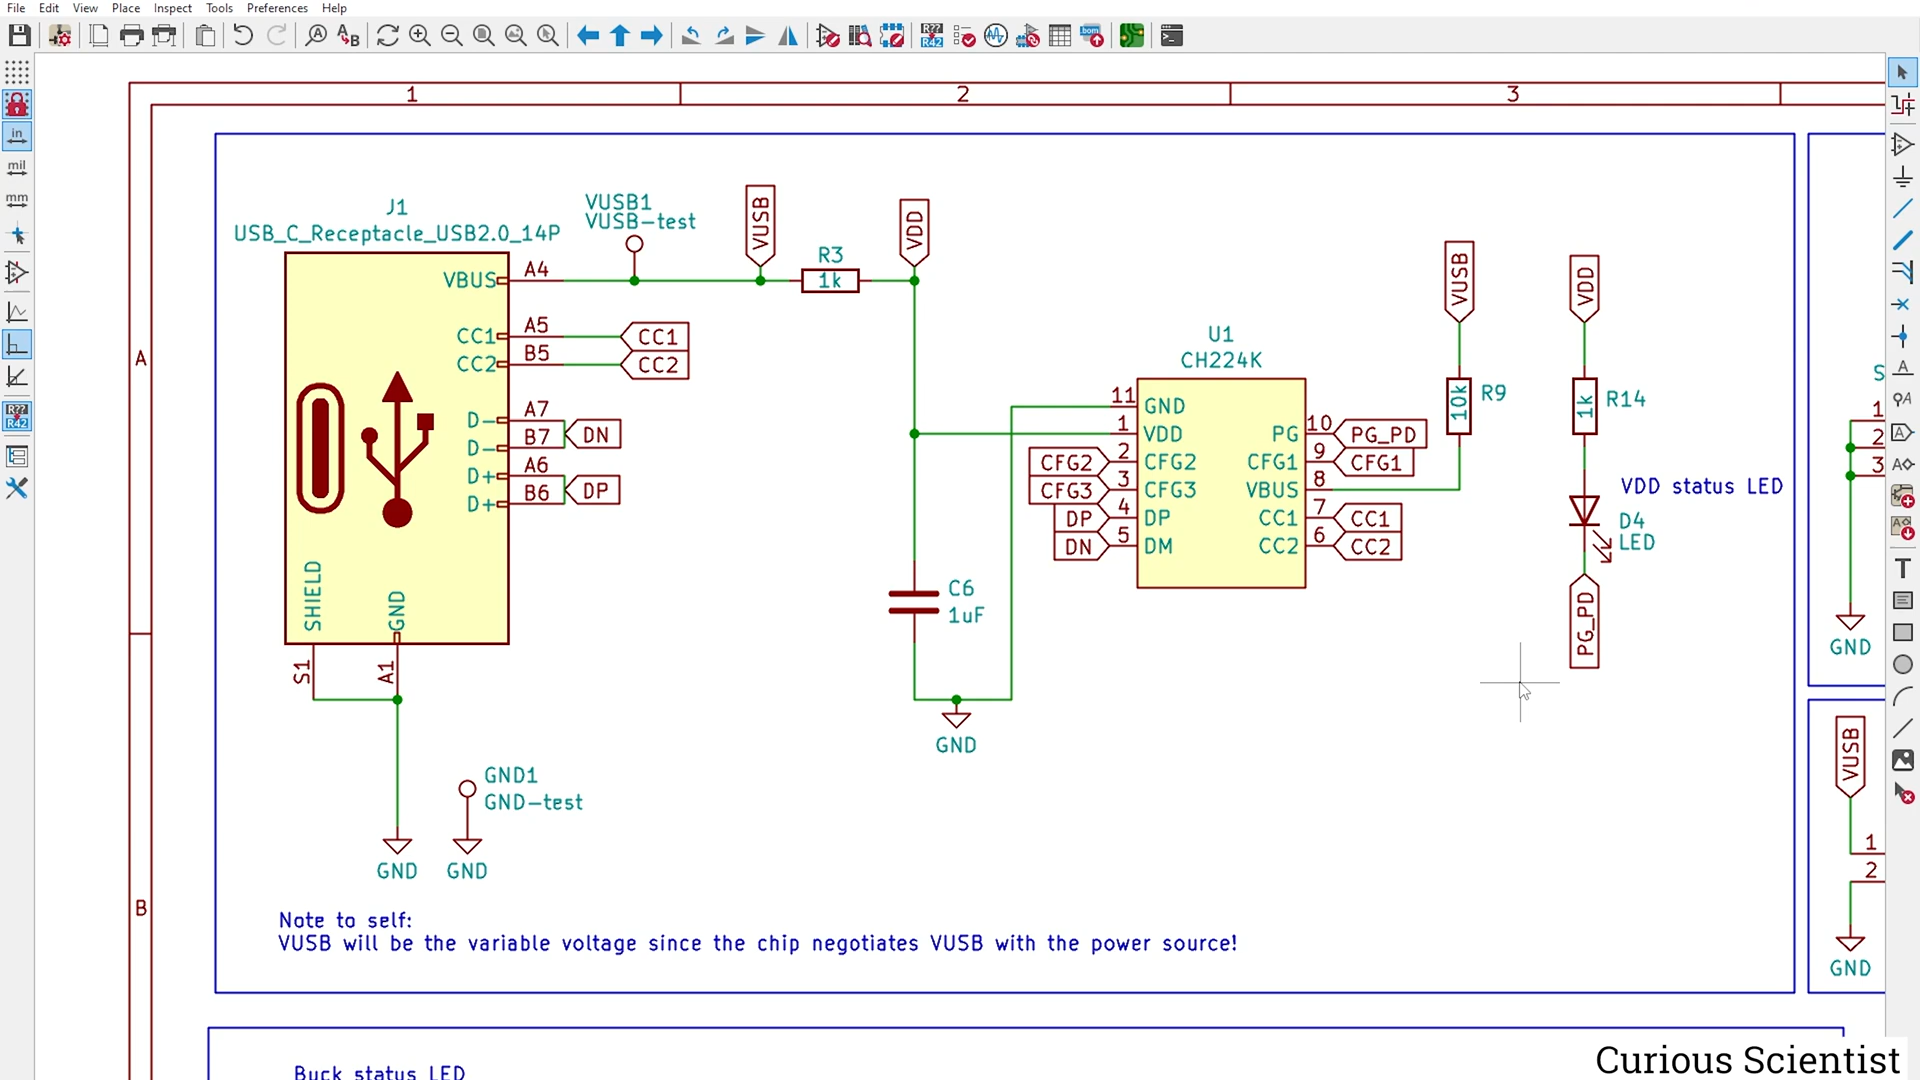 File Edit View Place Inspect Tools Preferences Help
1 2 3
J1
USB_C_Receptacle_USB2.0_14P
VUSB1
VUSB-test
VUSB
VDD
R3
1k
VBUS A4
CC1 A5 CC1
CC2 B5 CC2
D- A7
D- B7 DN
D+ A6
D+ B6 DP
SHIELD
GND
S1
A1
GND
GND1
GND-test
GND
C6
1uF
GND
U1
CH224K
11 GND
1 VDD PG 10 PG_PD
CFG2 2 CFG2 CFG1 9 CFG1
CFG3 3 CFG3 VBUS 8
DP 4 DP CC1 7 CC1
DN 5 DM CC2 6 CC2
VUSB
10k R9
VDD
1k R14
VDD status LED
D4
LED
PG_PD
S
1
2
3
GND
VUSB
1
2
GND
A
B
Note to self:
VUSB will be the variable voltage since the chip negotiates VUSB with the power source!
Buck status LED
Curious Scientist
in
mil
mm
R??
R42
R??
R42
bom
A
B
T